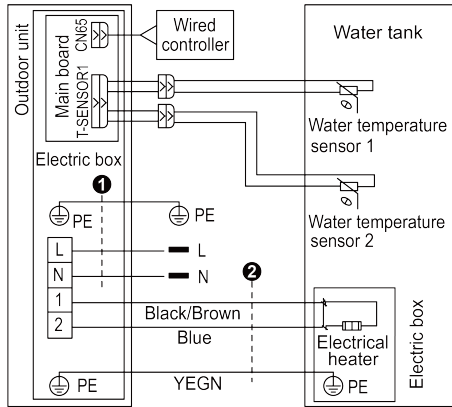 Outdoor unit
Main board
CN65
T-SENSOR1
Wired
controller
Water tank
Water temperature
sensor 1
Water temperature
sensor 2
Electric box
1
PE
PE
L
L
N
N
2
1
Black/Brown
2
Blue
Electrical
heater
Electric box
PE
YEGN
PE